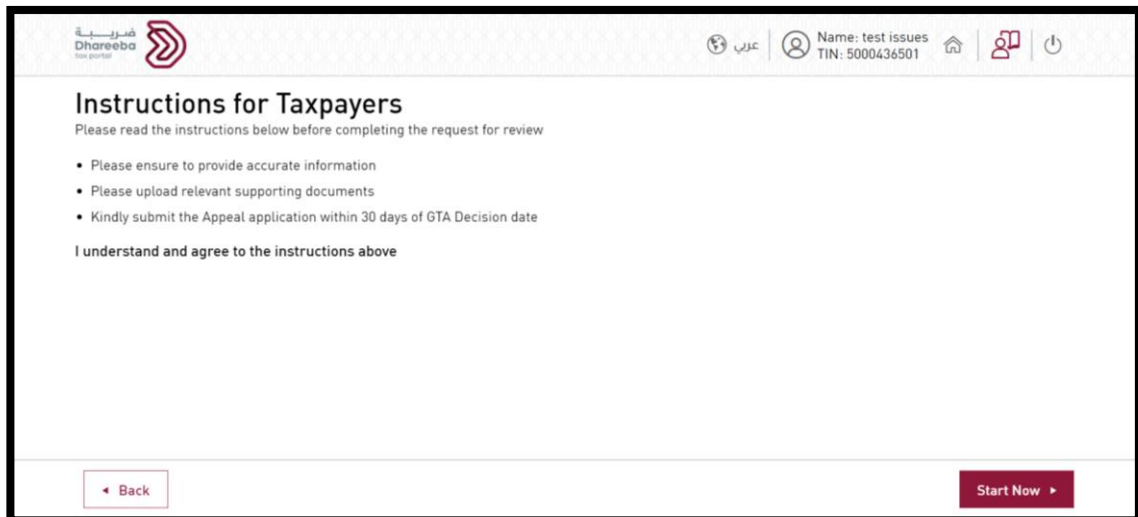 ضريبة
Dhareeba
tax portal
عربي
Name: test issues
TIN: 5000436501
Instructions for Taxpayers
Please read the instructions below before completing the request for review
• Please ensure to provide accurate information
• Please upload relevant supporting documents
• Kindly submit the Appeal application within 30 days of GTA Decision date
I understand and agree to the instructions above
Back
Start Now